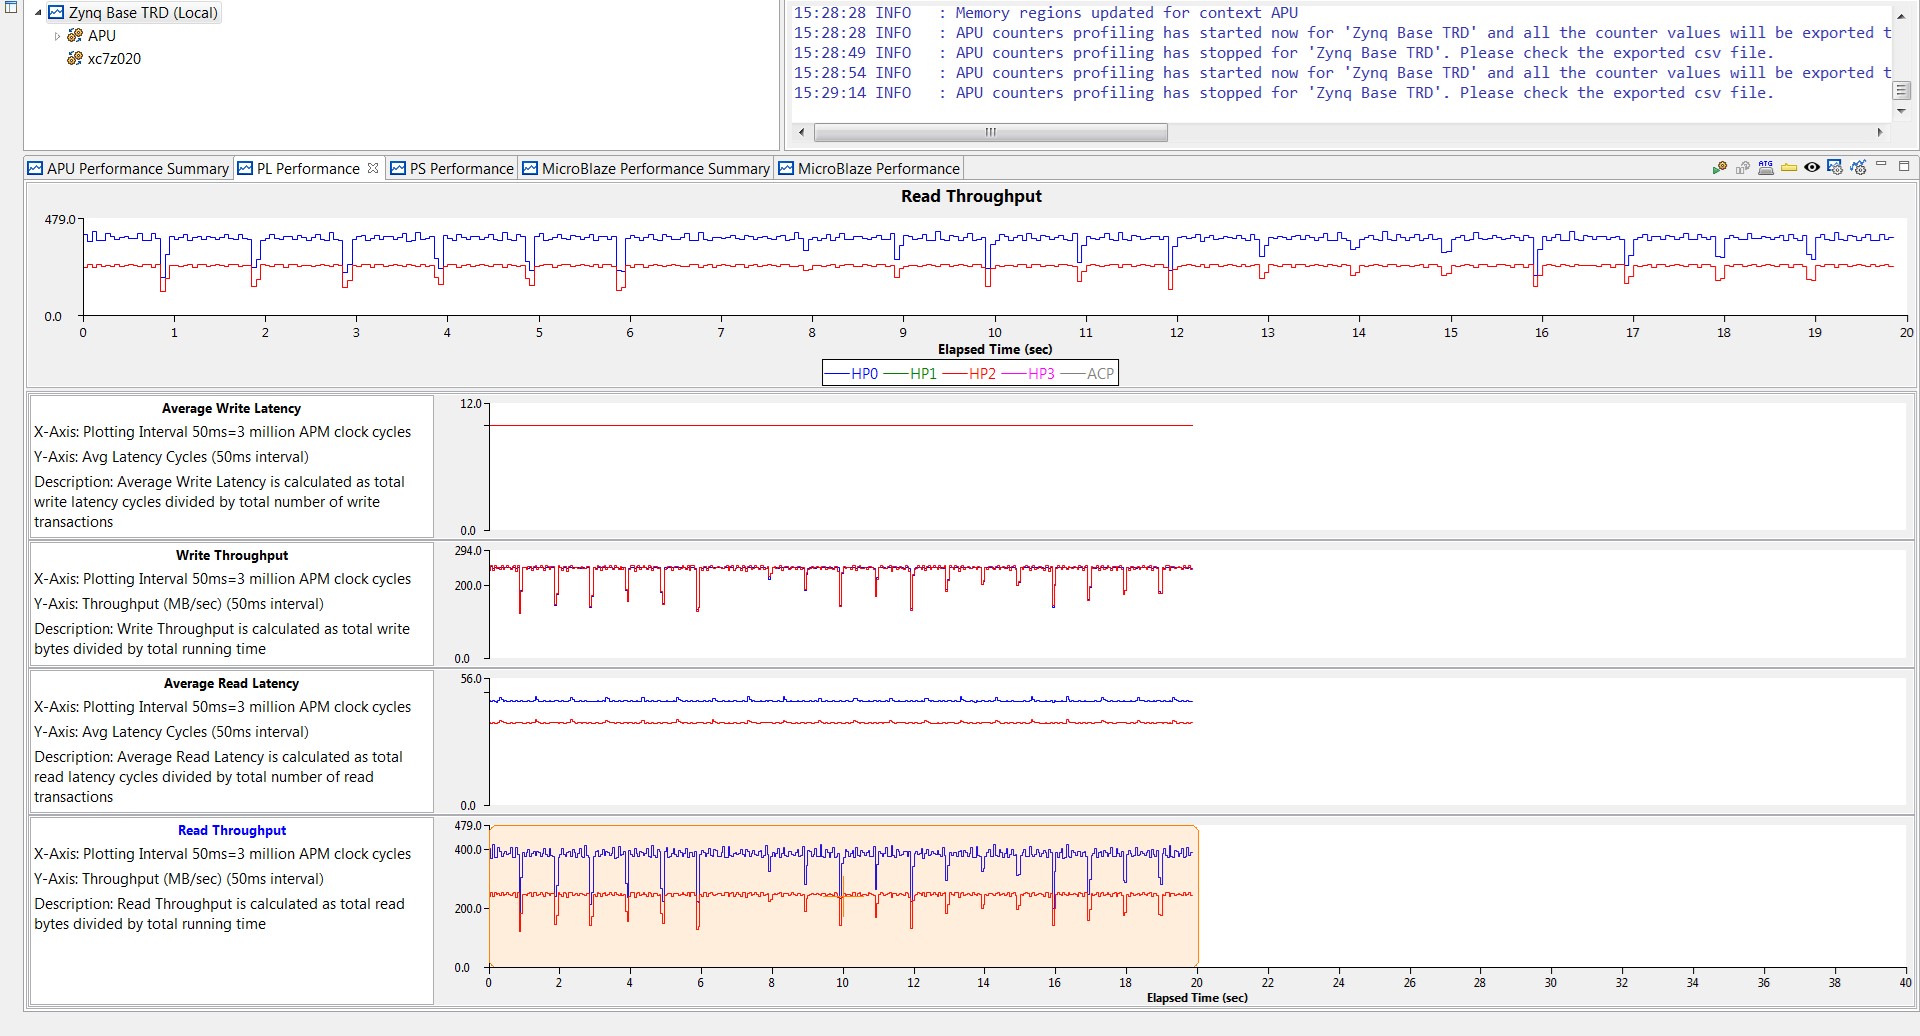 Zynq Base TRD (Local)
APU
xc7z020
15:28:28 INFO : Memory regions updated for context APU
15:28:28 INFO : APU counters profiling has started now for 'Zynq Base TRD' and all the counter values will be exported t
15:28:49 INFO : APU counters profiling has stopped for 'Zynq Base TRD'. Please check the exported csv file.
15:28:54 INFO : APU counters profiling has started now for 'Zynq Base TRD' and all the counter values will be exported t
15:29:14 INFO : APU counters profiling has stopped for 'Zynq Base TRD'. Please check the exported csv file.
APU Performance Summary PL Performance PS Performance MicroBlaze Performance Summary MicroBlaze Performance ATG
Read Throughput
479.0
0.0
0 1 2 3 4 5 6 7 8 9 10 11 12 13 14 15 16 17 18 19 20
Elapsed Time (sec)
HP0 HP1 HP2 HP3 ACP
Average Write Latency
X-Axis: Plotting Interval 50ms=3 million APM clock cycles
Y-Axis: Avg Latency Cycles (50ms interval)
Description: Average Write Latency is calculated as total
write latency cycles divided by total number of write
transactions
12.0
0.0
Write Throughput
X-Axis: Plotting Interval 50ms=3 million APM clock cycles
Y-Axis: Throughput (MB/sec) (50ms interval)
Description: Write Throughput is calculated as total write
bytes divided by total running time
294.0
200.0
0.0
Average Read Latency
X-Axis: Plotting Interval 50ms=3 million APM clock cycles
Y-Axis: Avg Latency Cycles (50ms interval)
Description: Average Read Latency is calculated as total
read latency cycles divided by total number of read
transactions
56.0
0.0
Read Throughput
X-Axis: Plotting Interval 50ms=3 million APM clock cycles
Y-Axis: Throughput (MB/sec) (50ms interval)
Description: Read Throughput is calculated as total read
bytes divided by total running time
479.0
400.0
200.0
0.0
0 2 4 6 8 10 12 14 16 18 20 22 24 26 28 30 32 34 36 38 40
Elapsed Time (sec)